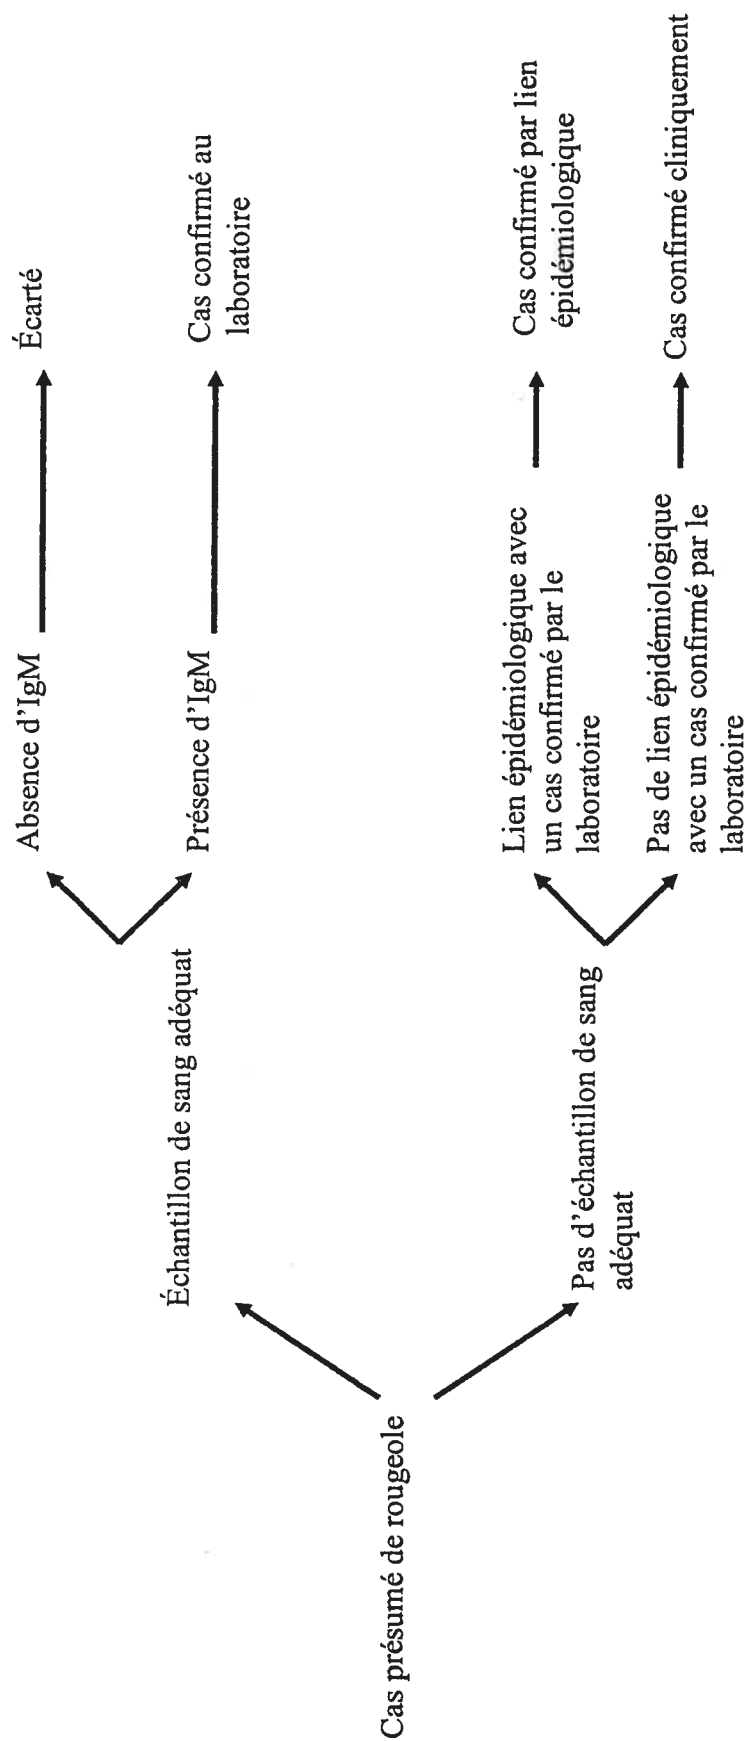 Cas présumé de rougeole
Échantillon de sang adéquat
Absence d'IgM
Écarté
Présence d'IgM
Cas confirmé au
laboratoire
Pas d'échantillon de sang
adéquat
Lien épidémiologique avec
un cas confirmé par le
laboratoire
Cas confirmé par lien
épidémiologique
Pas de lien épidémiologique
avec un cas confirmé par le
laboratoire
Cas confirmé cliniquement